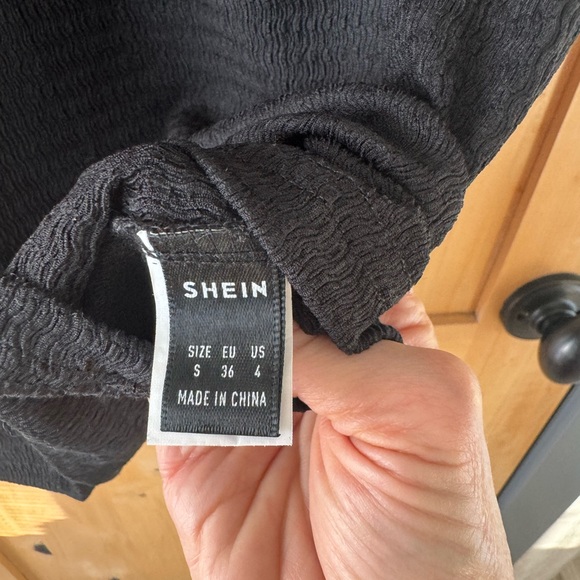 SHEIN
SIZE EU US
S 36 4
MADE IN CHINA